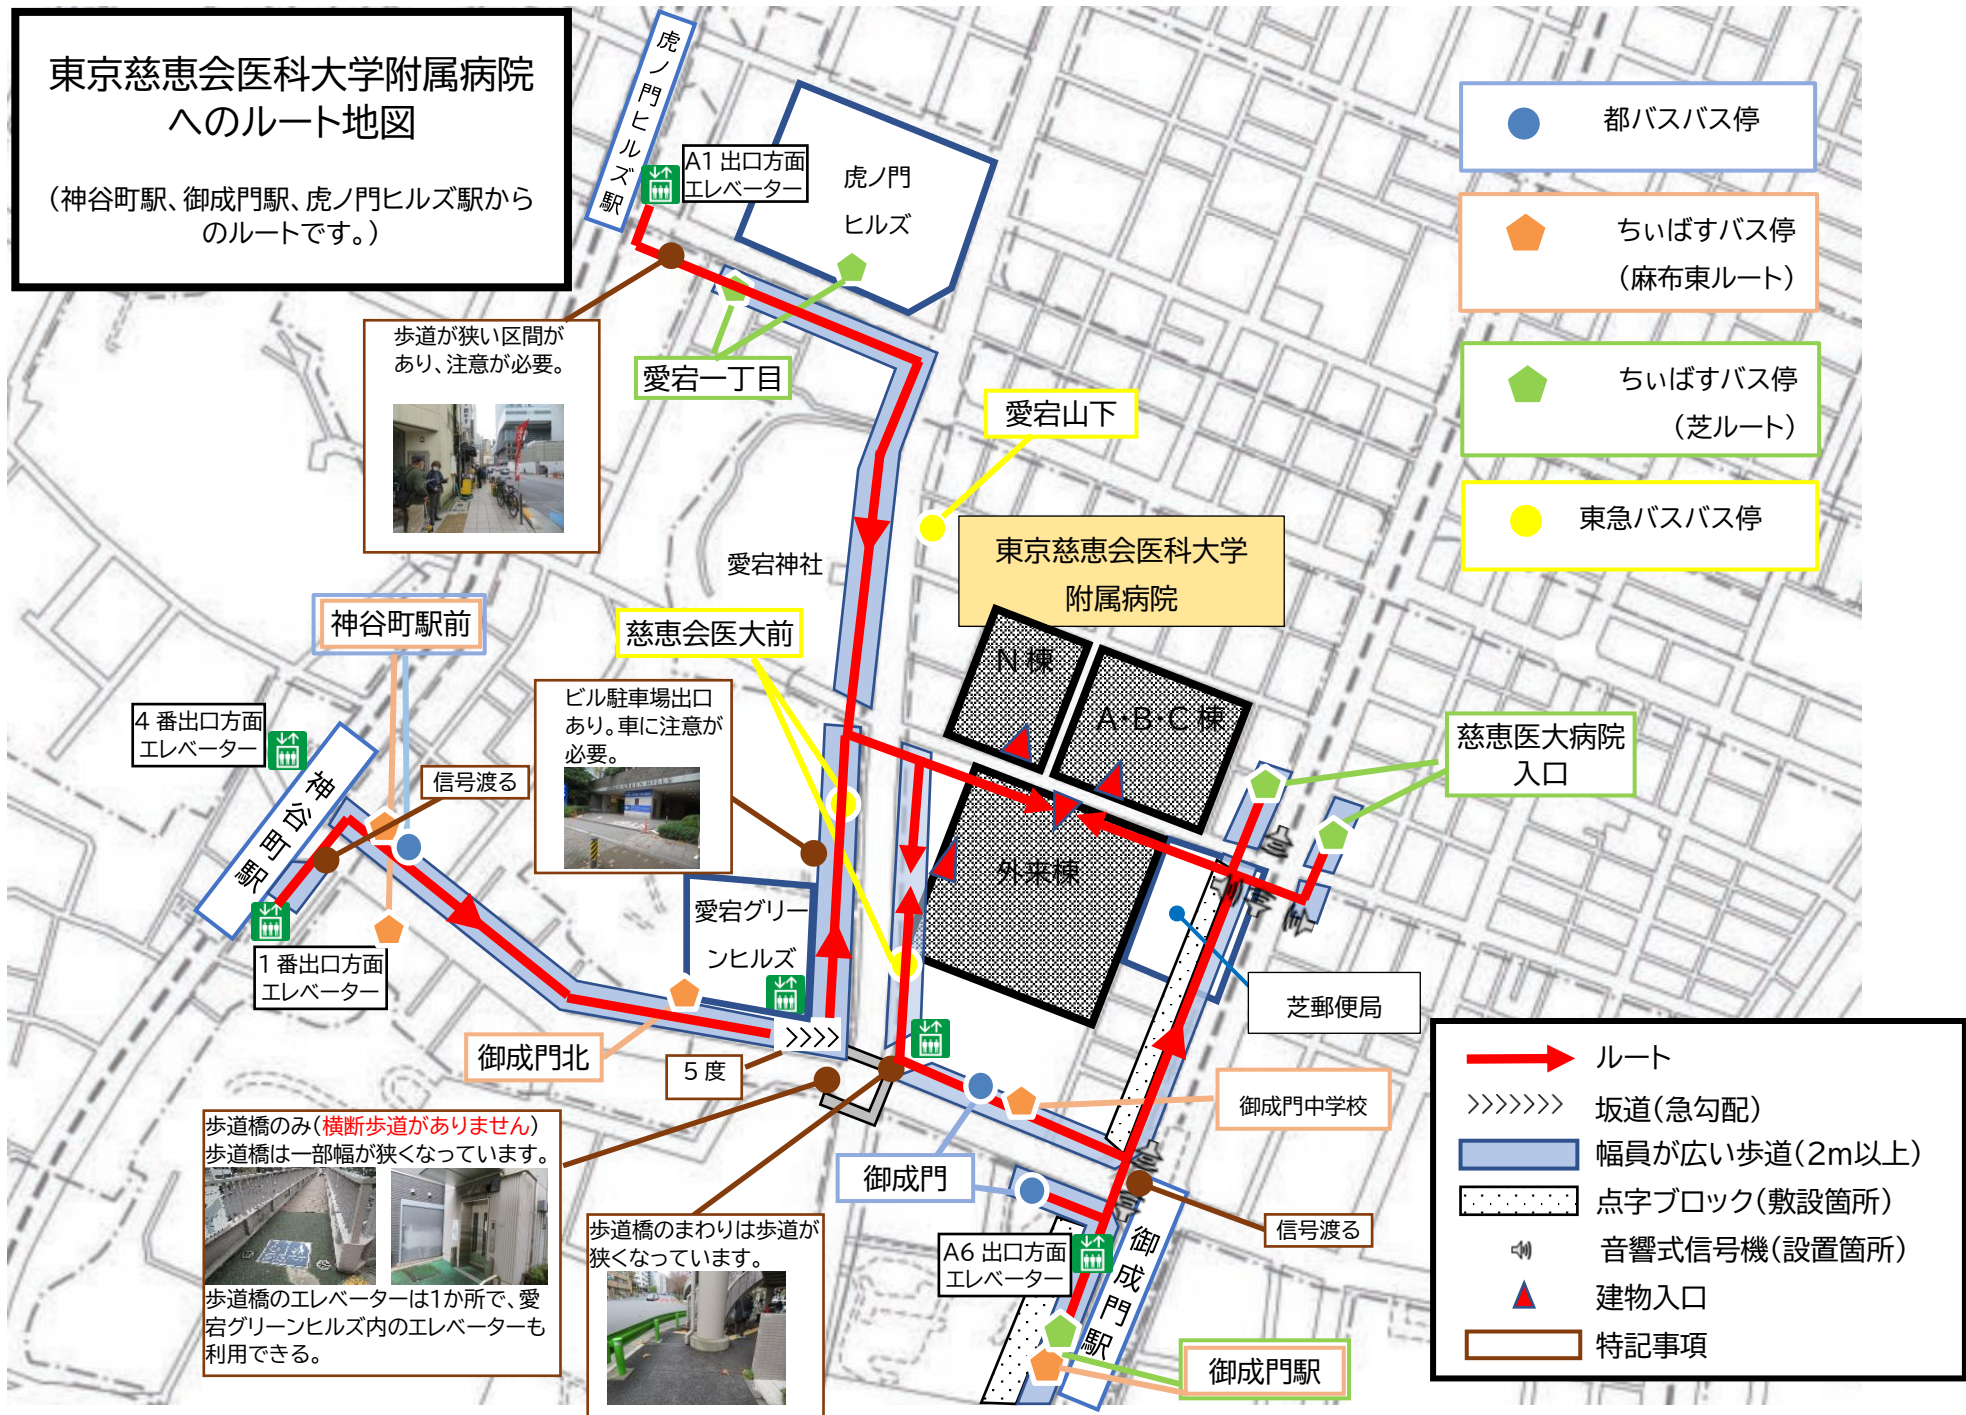 東京慈恵会医科大学附属病院
へのルート地図
（神谷町駅、御成門駅、虎ノ門ヒルズ駅から
のルートです。）
虎ノ門ヒルズ駅
A1 出口方面
エレベーター
虎ノ門
ヒルズ
都バスバス停
ちぃばすバス停
（麻布東ルート）
ちぃばすバス停
（芝ルート）
東急バスバス停
歩道が狭い区間が
あり、注意が必要。
愛宕一丁目
愛宕山下
東京慈恵会医科大学
附属病院
愛宕神社
神谷町駅前
慈恵会医大前
N 棟
A・B・C 棟
4 番出口方面
エレベーター
神谷町駅
信号渡る
ビル駐車場出口
あり。車に注意が
必要。
慈恵医大病院
入口
外来棟
愛宕グリー
ンヒルズ
1 番出口方面
エレベーター
芝郵便局
御成門北
5 度
御成門中学校
歩道橋のみ（横断歩道がありません）
歩道橋は一部幅が狭くなっています。
歩道橋のエレベーターは1か所で、愛
宕グリーンヒルズ内のエレベーターも
利用できる。
歩道橋のまわりは歩道が
狭くなっています。
御成門
A6 出口方面
エレベーター
御成門駅
信号渡る
御成門駅
ルート
坂道（急勾配）
幅員が広い歩道（2m以上）
点字ブロック（敷設箇所）
音響式信号機（設置箇所）
建物入口
特記事項